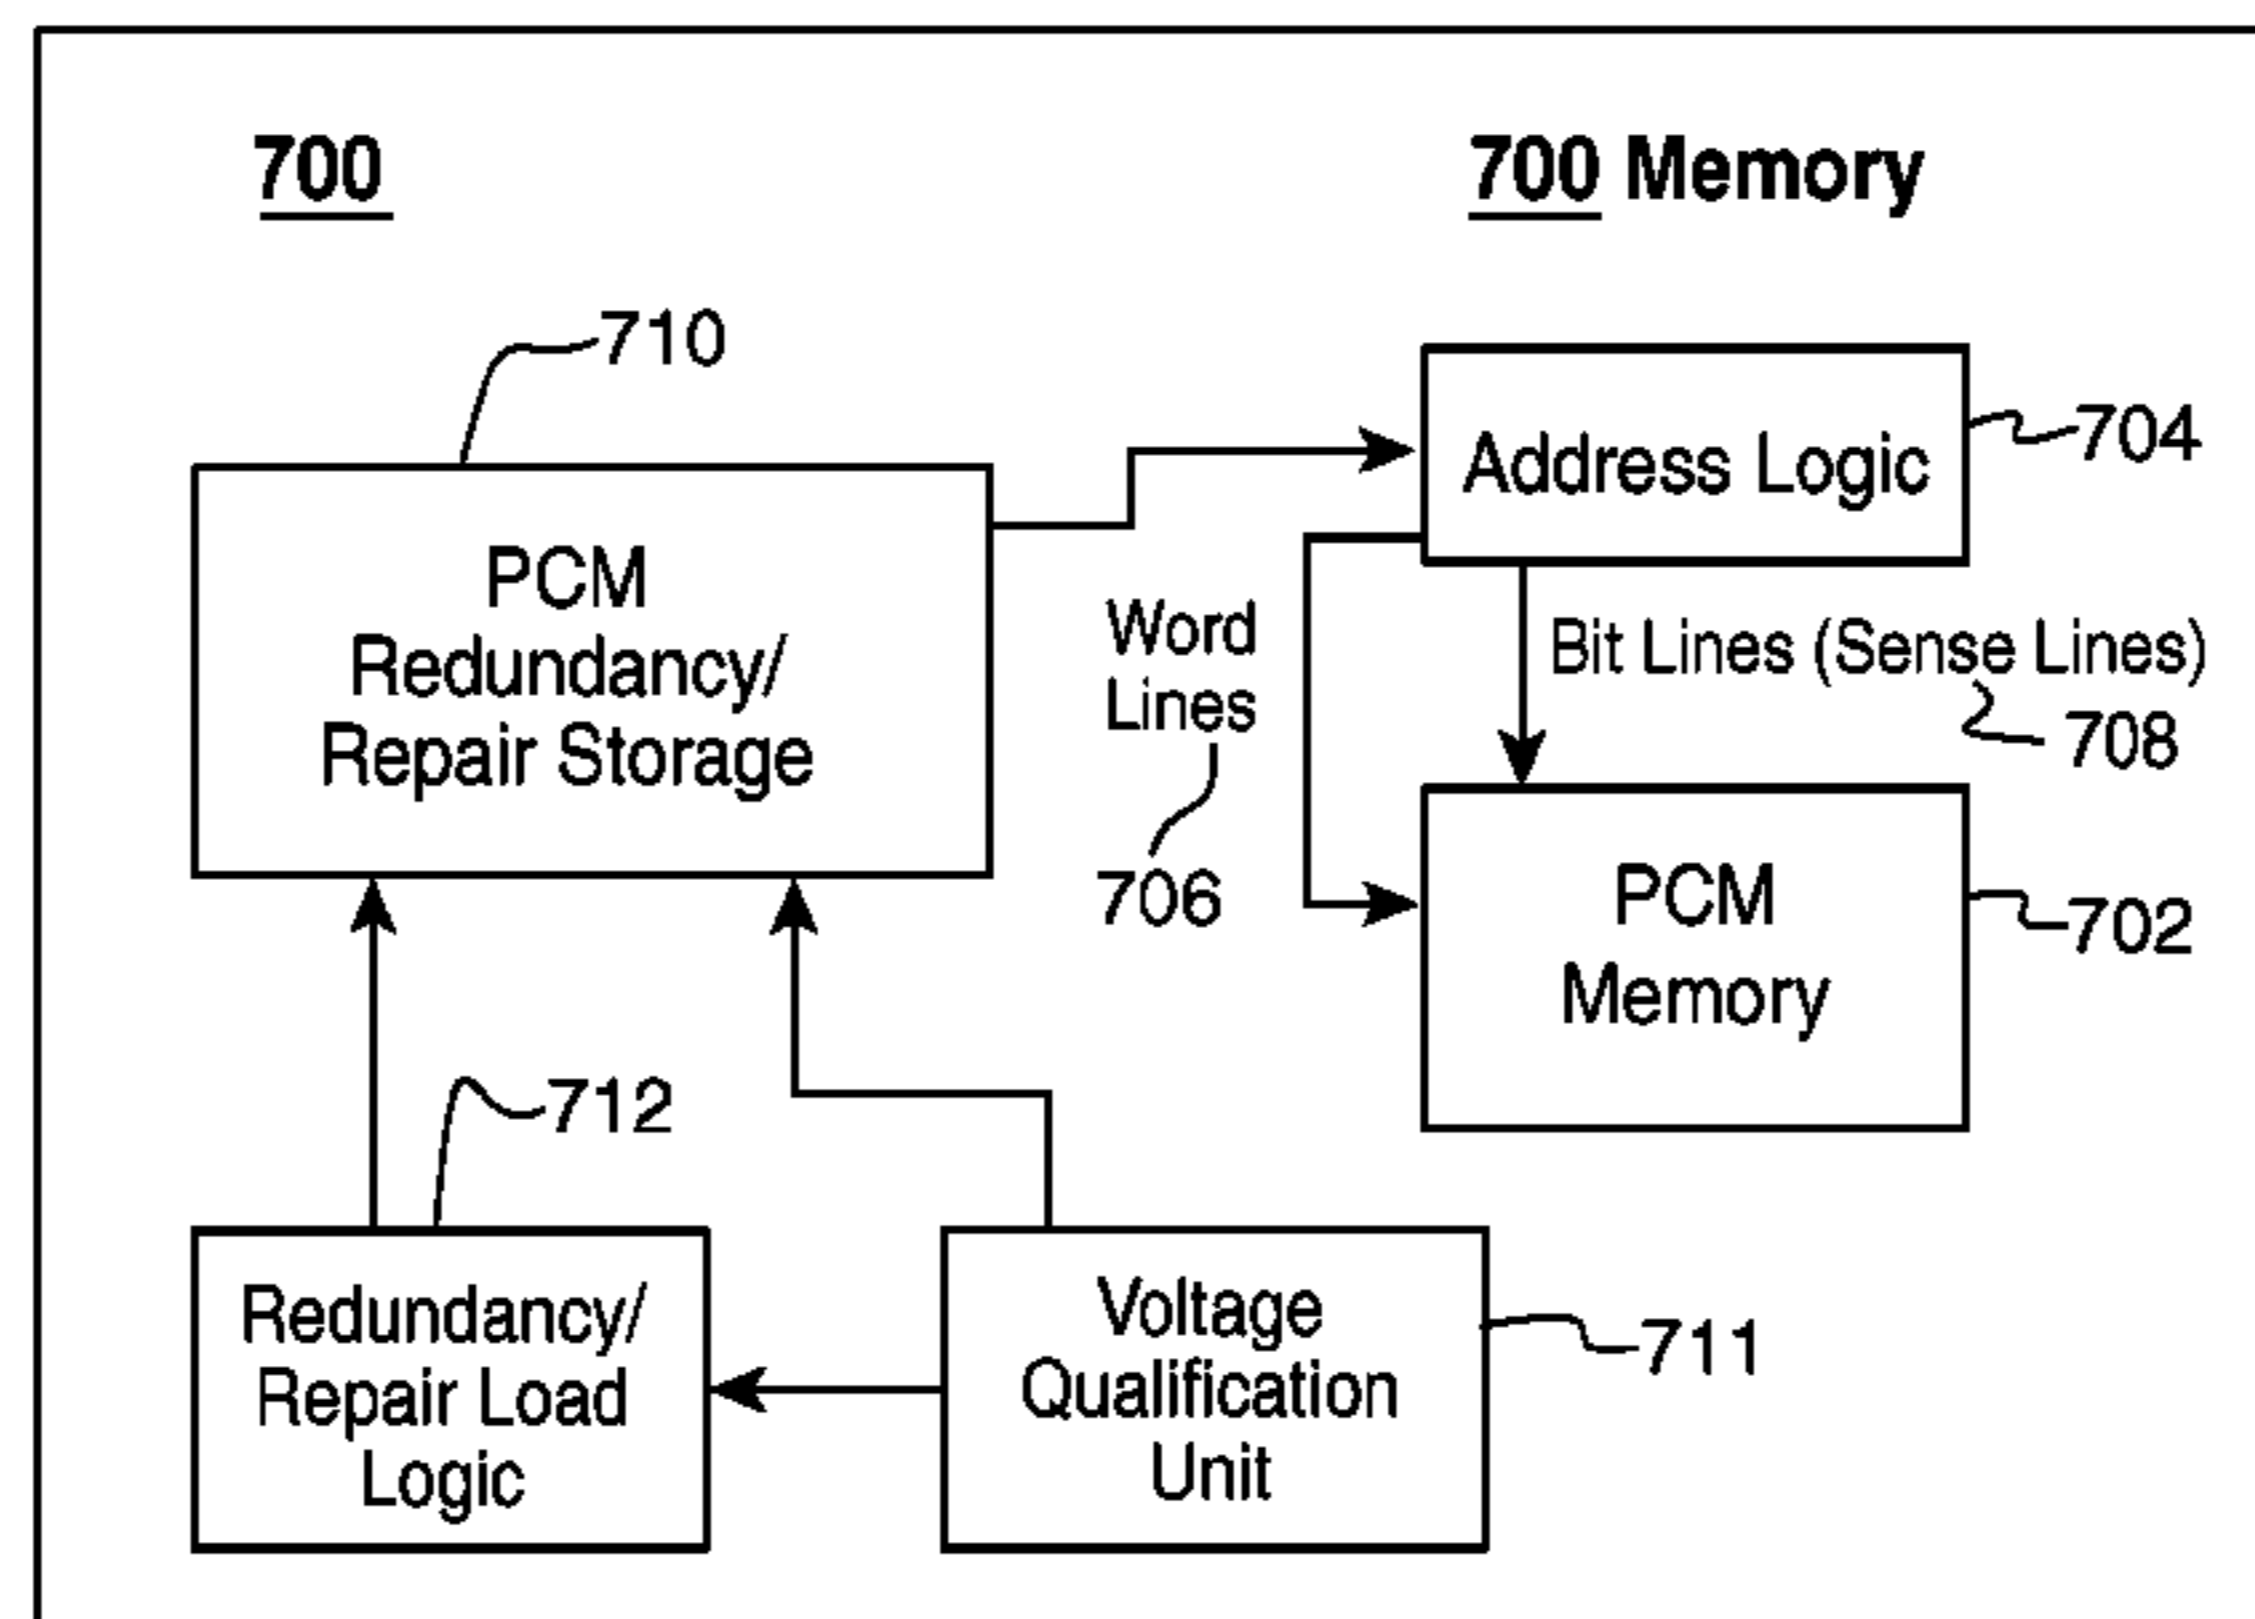 700
700 Memory
710
Address Logic
704
PCM
Redundancy/
Repair Storage
Word
Lines
706
Bit Lines (Sense Lines)
708
PCM
Memory
702
712
Redundancy/
Repair Load
Logic
Voltage
Qualification
Unit
711